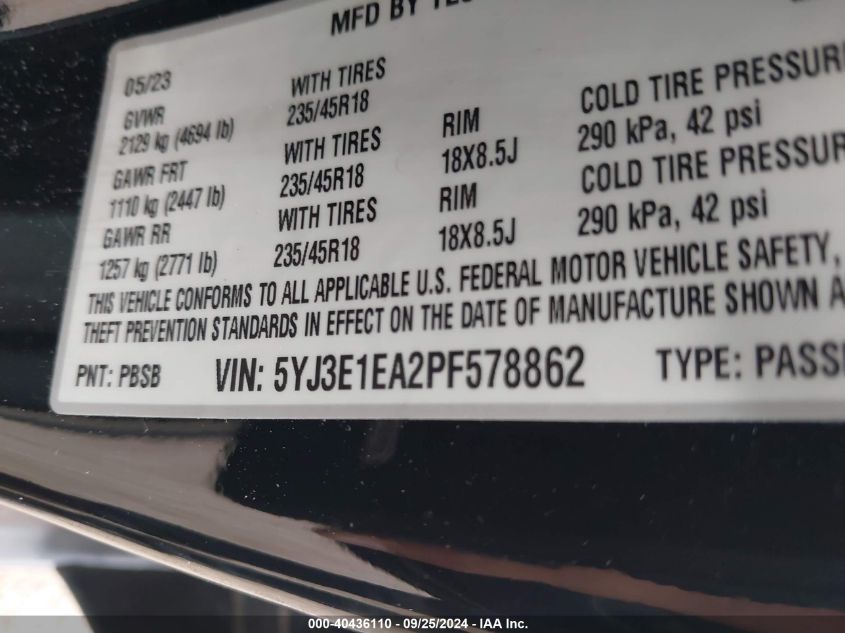 MFD BY
05/23
GVWR
2129 kg (4694 lb)
GAWR FRT
1110 kg (2447 lb)
GAWR RR
1257 kg (2771 lb)
WITH TIRES
235/45R18
WITH TIRES
235/45R18
WITH TIRES
235/45R18
RIM
18X8.5J
RIM
18X8.5J
COLD TIRE PRESSURE
290 kPa, 42 psi
COLD TIRE PRESSUR
290 kPa, 42 psi
THIS VEHICLE CONFORMS TO ALL APPLICABLE U.S. FEDERAL MOTOR VEHICLE SAFETY,
THEFT PREVENTION STANDARDS IN EFFECT ON THE DATE OF MANUFACTURE SHOWN A
PNT: PBSB VIN: 5YJ3E1EA2PF578862 TYPE: PASSE
000-40436110 - 09/25/2024 - IAA Inc.